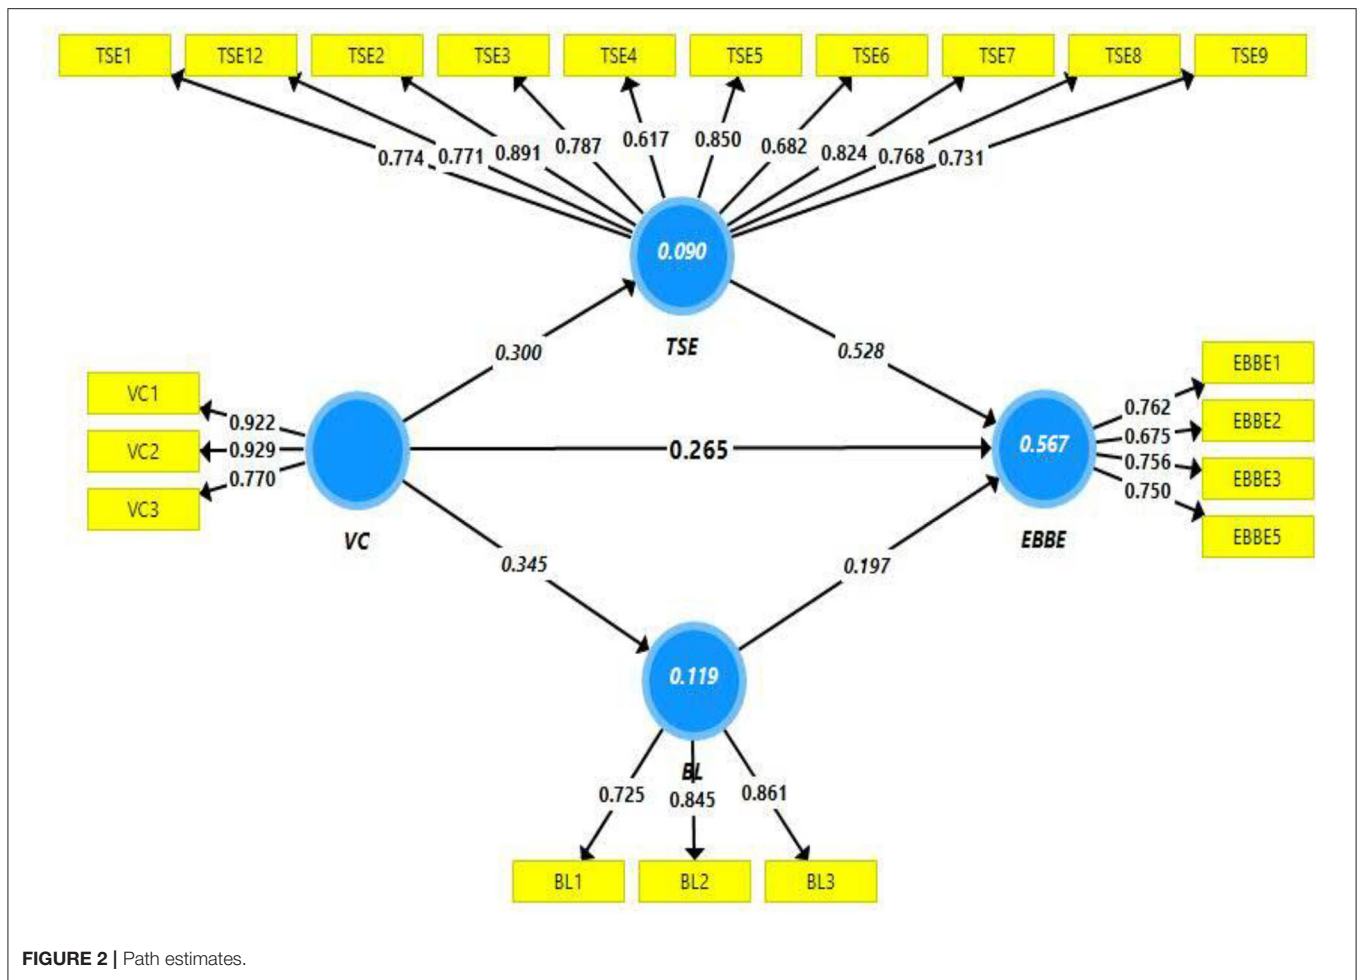 TSE1 TSE12 TSE2 TSE3 TSE4 TSE5 TSE6 TSE7 TSE8 TSE9
0.774 0.771 0.891 0.787 0.617 0.850 0.682 0.824 0.768 0.731
0.090
TSE
0.300 0.528
VC1
VC2
VC3
0.922
0.929
0.770
VC
0.265
0.567
EBBE
0.762
0.675
0.756
0.750
EBBE1
EBBE2
EBBE3
EBBE5
0.345 0.197
0.119
BL
0.725 0.845 0.861
BL1 BL2 BL3
FIGURE 2 | Path estimates.